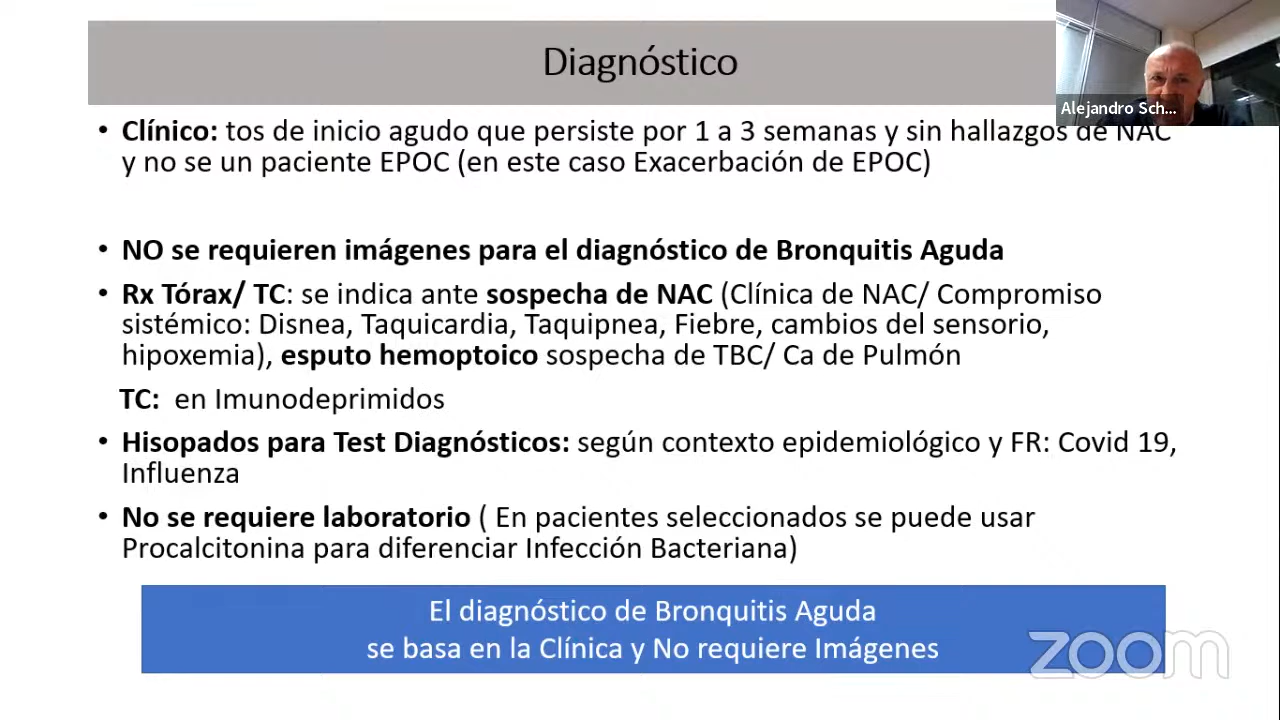 Diagnóstico
Alejandro Sch...
• Clínico: tos de inicio agudo que persiste por 1 a 3 semanas y sin hallazgos de NAC
y no se un paciente EPOC (en este caso Exacerbación de EPOC)
• NO se requieren imágenes para el diagnóstico de Bronquitis Aguda
• Rx Tórax/ TC: se indica ante sospecha de NAC (Clínica de NAC/ Compromiso
sistémico: Disnea, Taquicardia, Taquipnea, Fiebre, cambios del sensorio,
hipoxemia), esputo hemoptoico sospecha de TBC/ Ca de Pulmón
TC: en Imunodeprimidos
• Hisopados para Test Diagnósticos: según contexto epidemiológico y FR: Covid 19,
Influenza
• No se requiere laboratorio ( En pacientes seleccionados se puede usar
Procalcitonina para diferenciar Infección Bacteriana)
El diagnóstico de Bronquitis Aguda
se basa en la Clínica y No requiere Imágenes
zoom